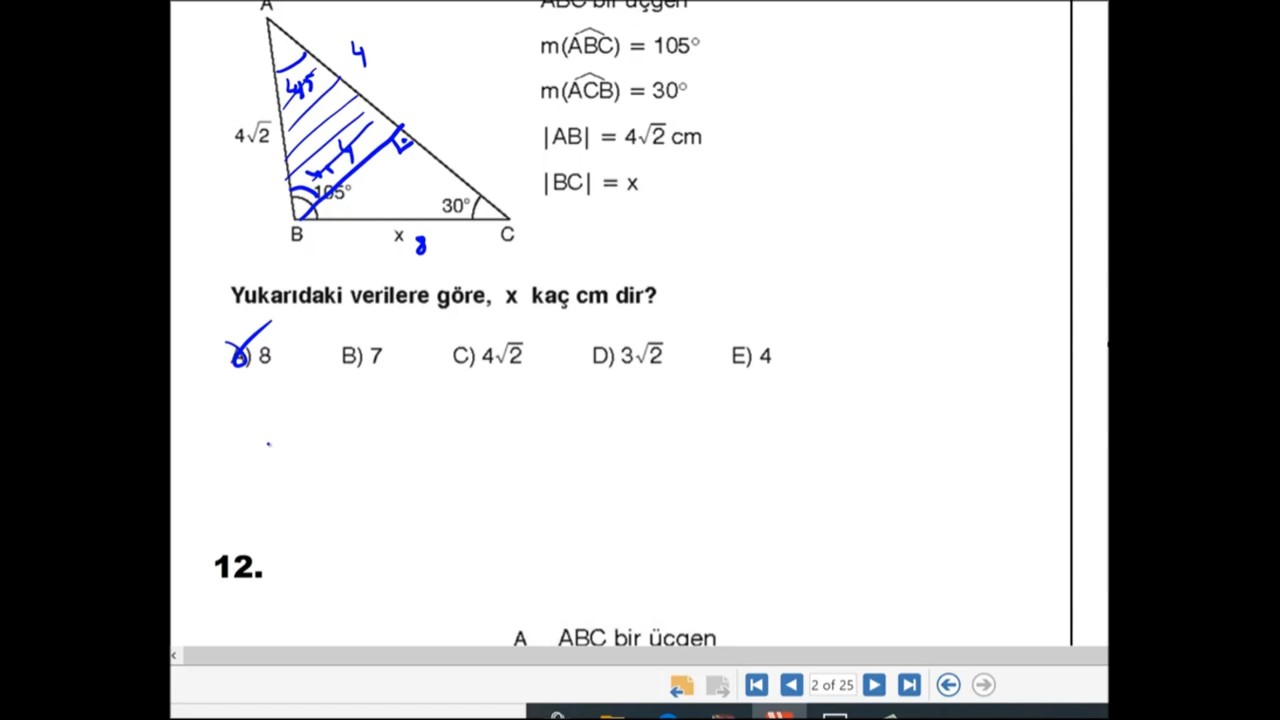 A
ABC bir üçgen
4
m(ABC) = 105°
45
m(ACB) = 30°
4√2
|AB| = 4√2 cm
45 4
105°
30°
|BC| = x
B
x 8
C
Yukarıdaki verilere göre, x kaç cm dir?
A) 8 B) 7 C) 4√2 D) 3√2 E) 4
12.
A ABC bir üçgen
2 of 25